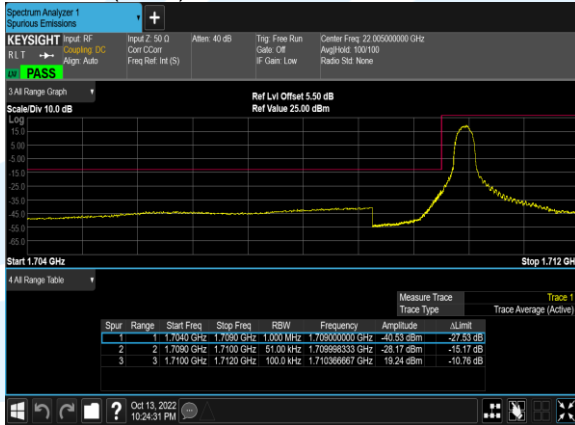 Spectrum Analyzer 1
Spurious Emissions
KEYSIGHT Input: RF Input Z: 50 Ω Atten: 40 dB Trig: Free Run Center Freq: 22.005000000 GHz
RLT Coupling: DC Corr CCorr Gate: Off Avg|Hold: 100/100
Align: Auto Freq Ref: Int (S) IF Gain: Low Radio Std: None
PASS
3 All Range Graph
Ref Lvl Offset 5.50 dB
Scale/Div 10.0 dB Ref Value 25.00 dBm
Log
15.0
5.00
-5.00
-15.0
-25.0
-35.0
-45.0
-55.0
-65.0
Start 1.704 GHz Stop 1.712 GH
4 All Range Table
Measure Trace Trace 1
Trace Type Trace Average (Active)
Spur Range Start Freq Stop Freq RBW Frequency Amplitude ΔLimit
1 1 1.7040 GHz 1.7090 GHz 1.000 MHz 1.709000000 GHz -40.53 dBm -27.53 dB
2 2 1.7090 GHz 1.7100 GHz 51.00 kHz 1.709998333 GHz -28.17 dBm -15.17 dB
3 3 1.7100 GHz 1.7120 GHz 100.0 kHz 1.710366667 GHz 19.24 dBm -10.76 dB
? Oct 13, 2022
10:24:31 PM